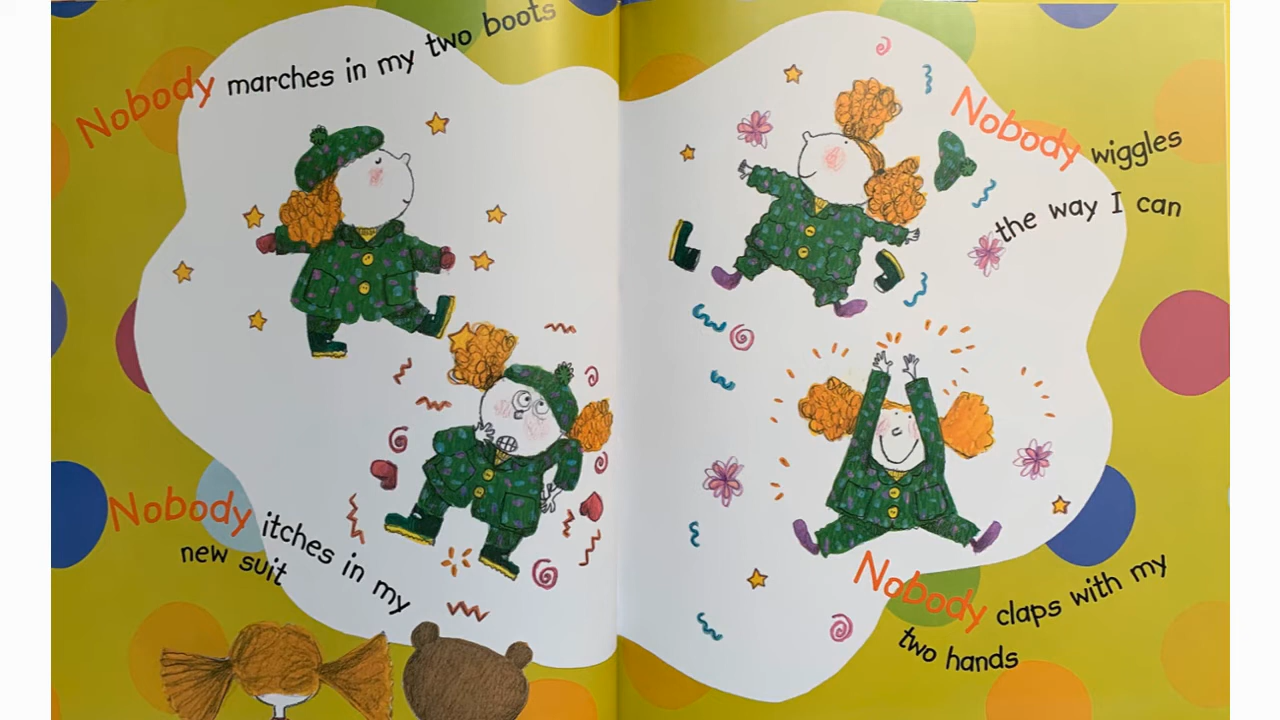 Nobody marches in my two boots
Nobody itches in my
new suit
Nobody wiggles
the way I can
Nobody claps with my
two hands